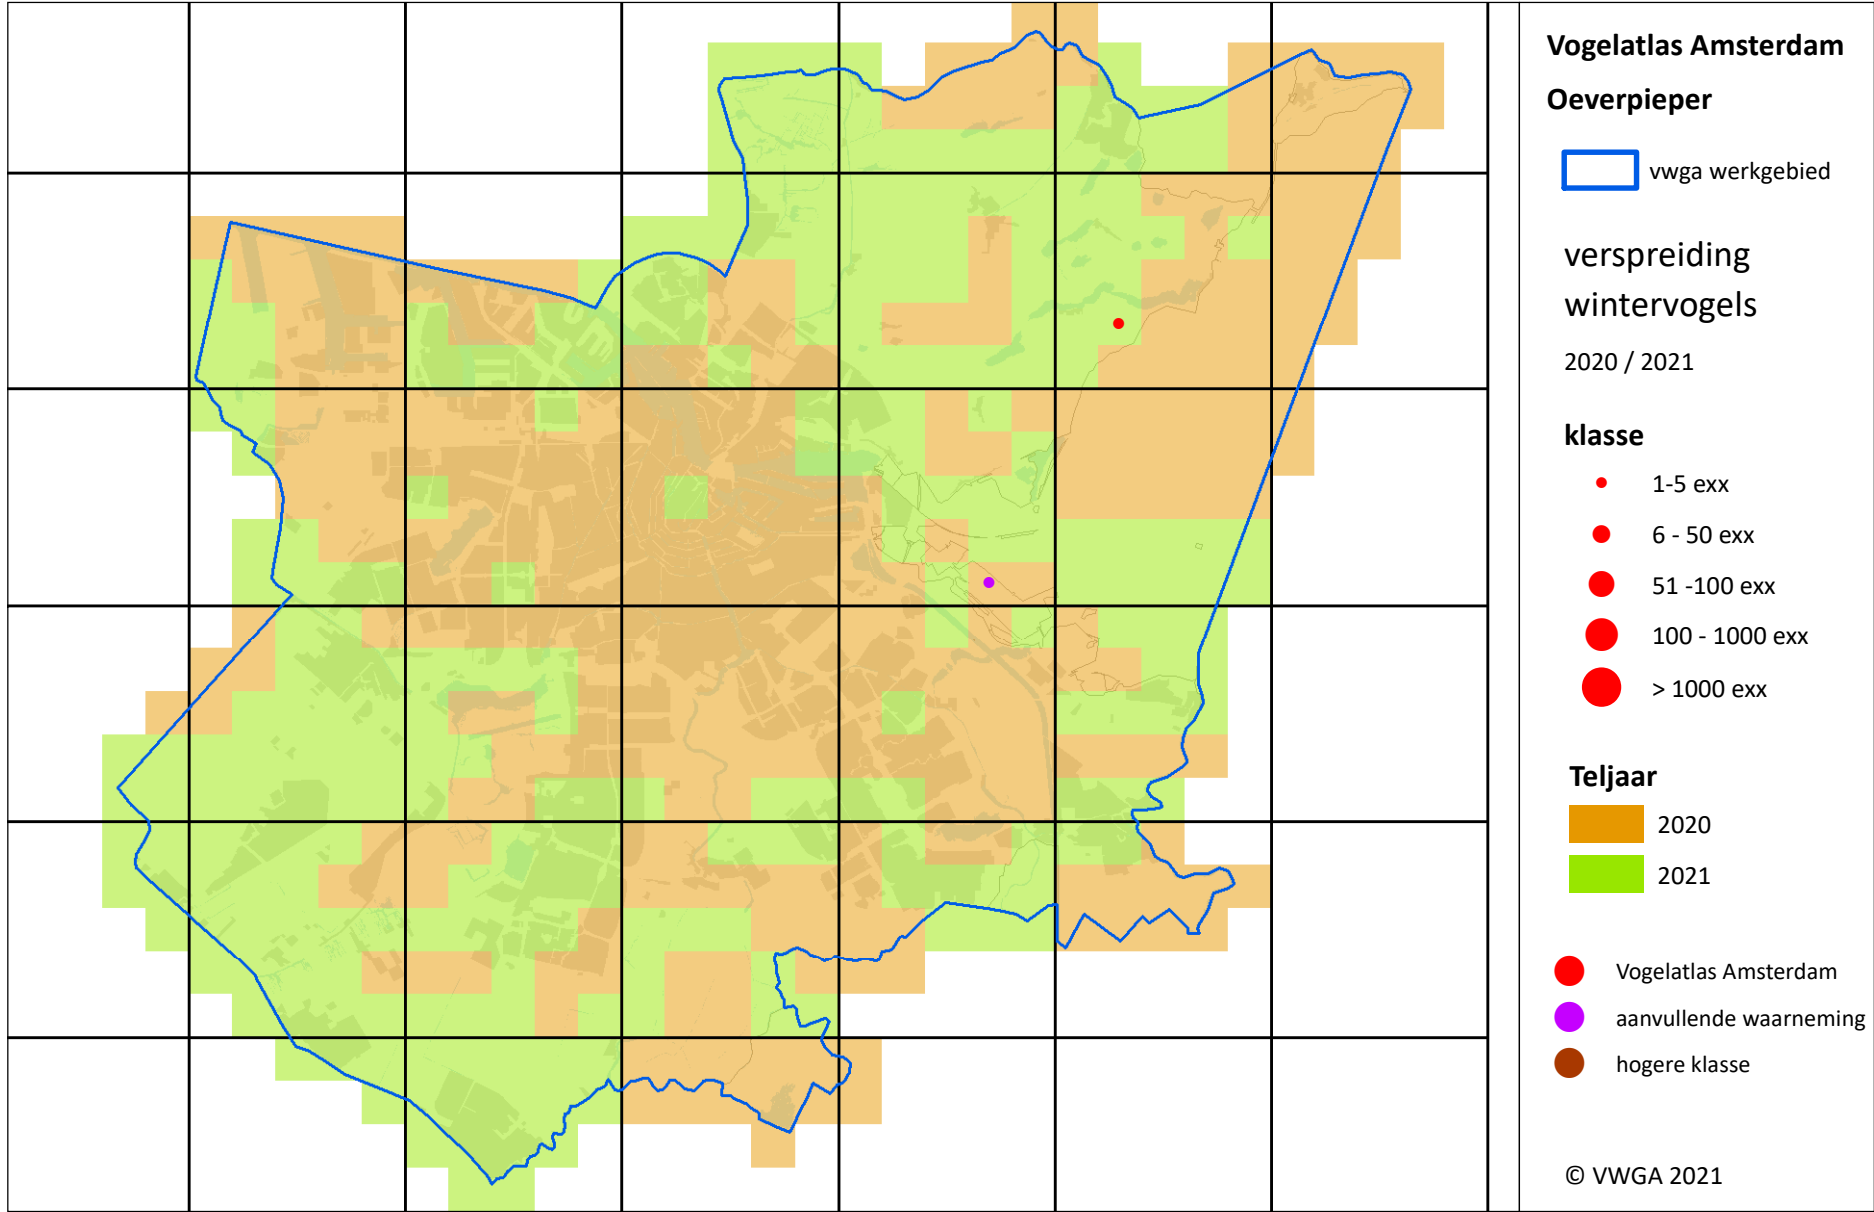 Vogelatlas Amsterdam
Oeverpieper
vwga werkgebied
verspreiding
wintervogels
2020 / 2021
klasse
1-5 exx
6 - 50 exx
51 -100 exx
100 - 1000 exx
> 1000 exx
Teljaar
2020
2021
Vogelatlas Amsterdam
aanvullende waarneming
hogere klasse
© VWGA 2021